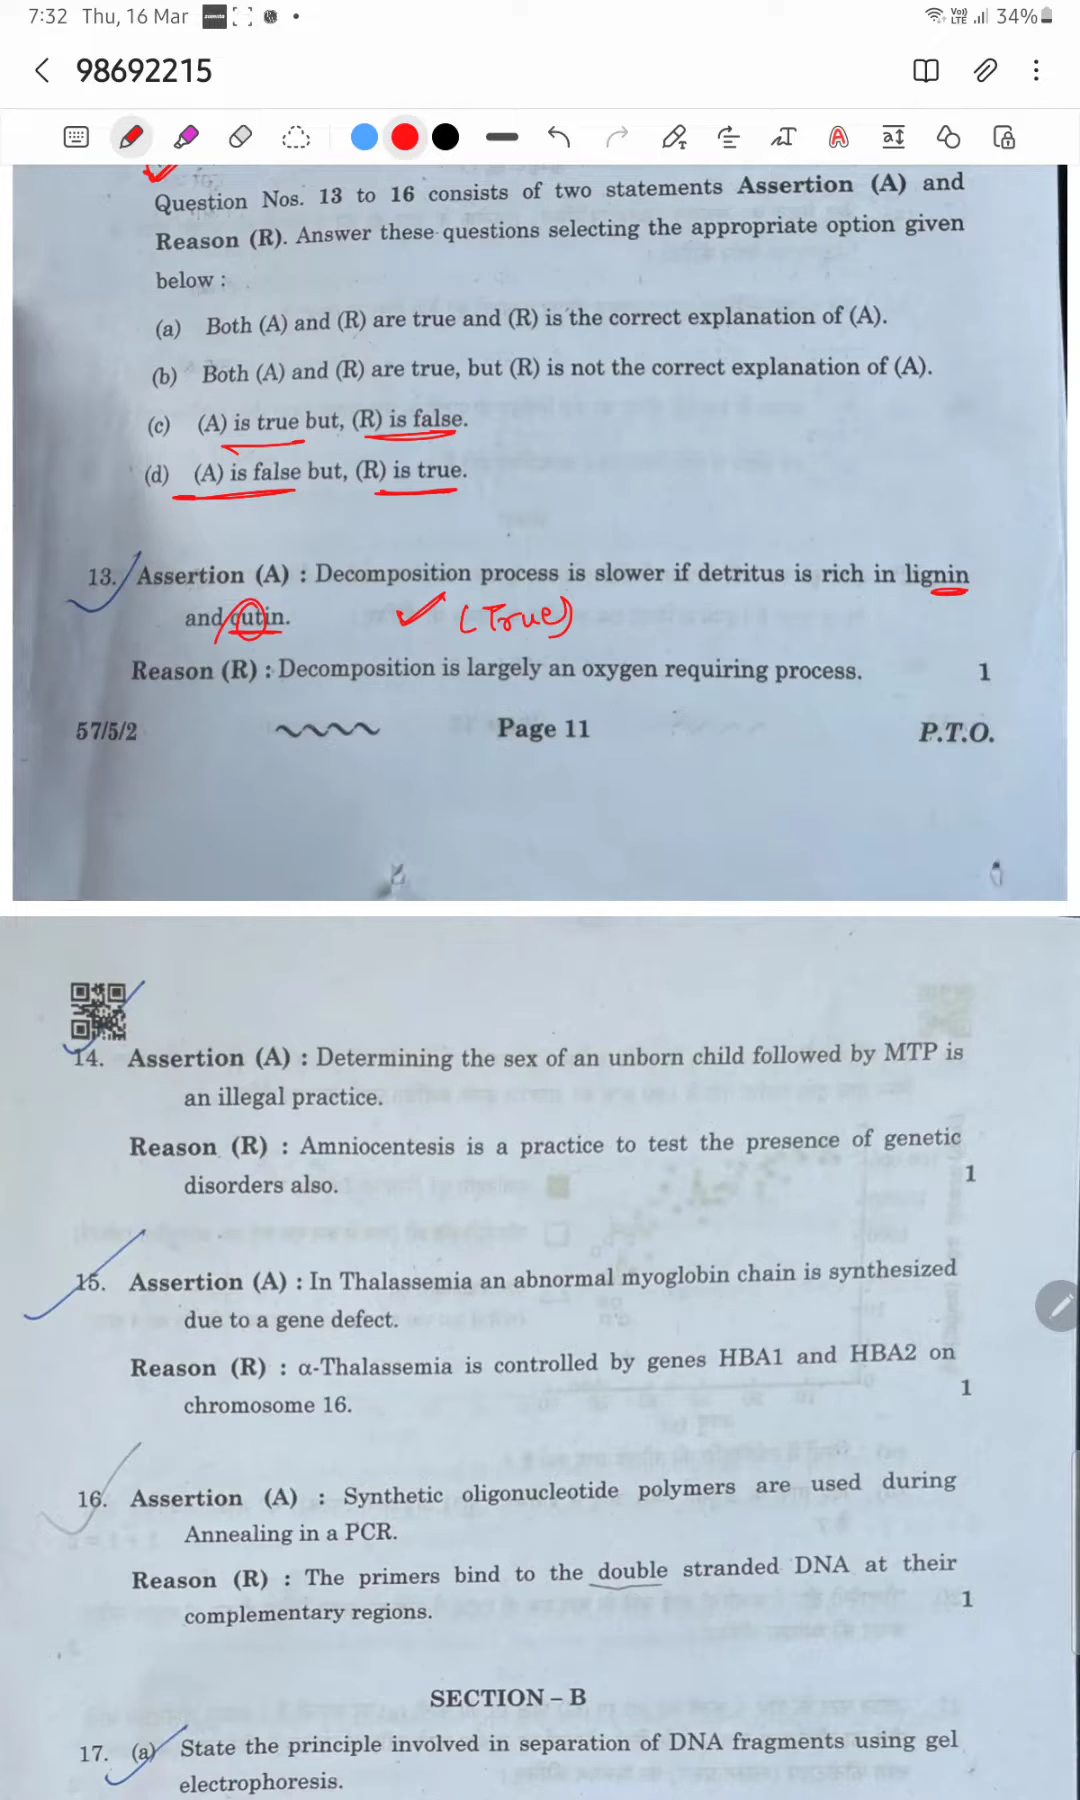 7:32 Thu, 16 Mar zomato 34%
98692215
Question Nos. 13 to 16 consists of two statements Assertion (A) and
Reason (R). Answer these questions selecting the appropriate option given
below :
(a) Both (A) and (R) are true and (R) is the correct explanation of (A).
(b) Both (A) and (R) are true, but (R) is not the correct explanation of (A).
(c) (A) is true but, (R) is false.
(d) (A) is false but, (R) is true.
13. Assertion (A) : Decomposition process is slower if detritus is rich in lignin
and cutin. (True)
Reason (R) : Decomposition is largely an oxygen requiring process. 1
57/5/2 Page 11 P.T.O.
14. Assertion (A) : Determining the sex of an unborn child followed by MTP is
an illegal practice.
Reason (R) : Amniocentesis is a practice to test the presence of genetic
disorders also. 1
15. Assertion (A) : In Thalassemia an abnormal myoglobin chain is synthesized
due to a gene defect.
Reason (R) : α-Thalassemia is controlled by genes HBA1 and HBA2 on
chromosome 16. 1
16. Assertion (A) : Synthetic oligonucleotide polymers are used during
Annealing in a PCR.
Reason (R) : The primers bind to the double stranded DNA at their
complementary regions. 1
SECTION – B
17. (a) State the principle involved in separation of DNA fragments using gel
electrophoresis.